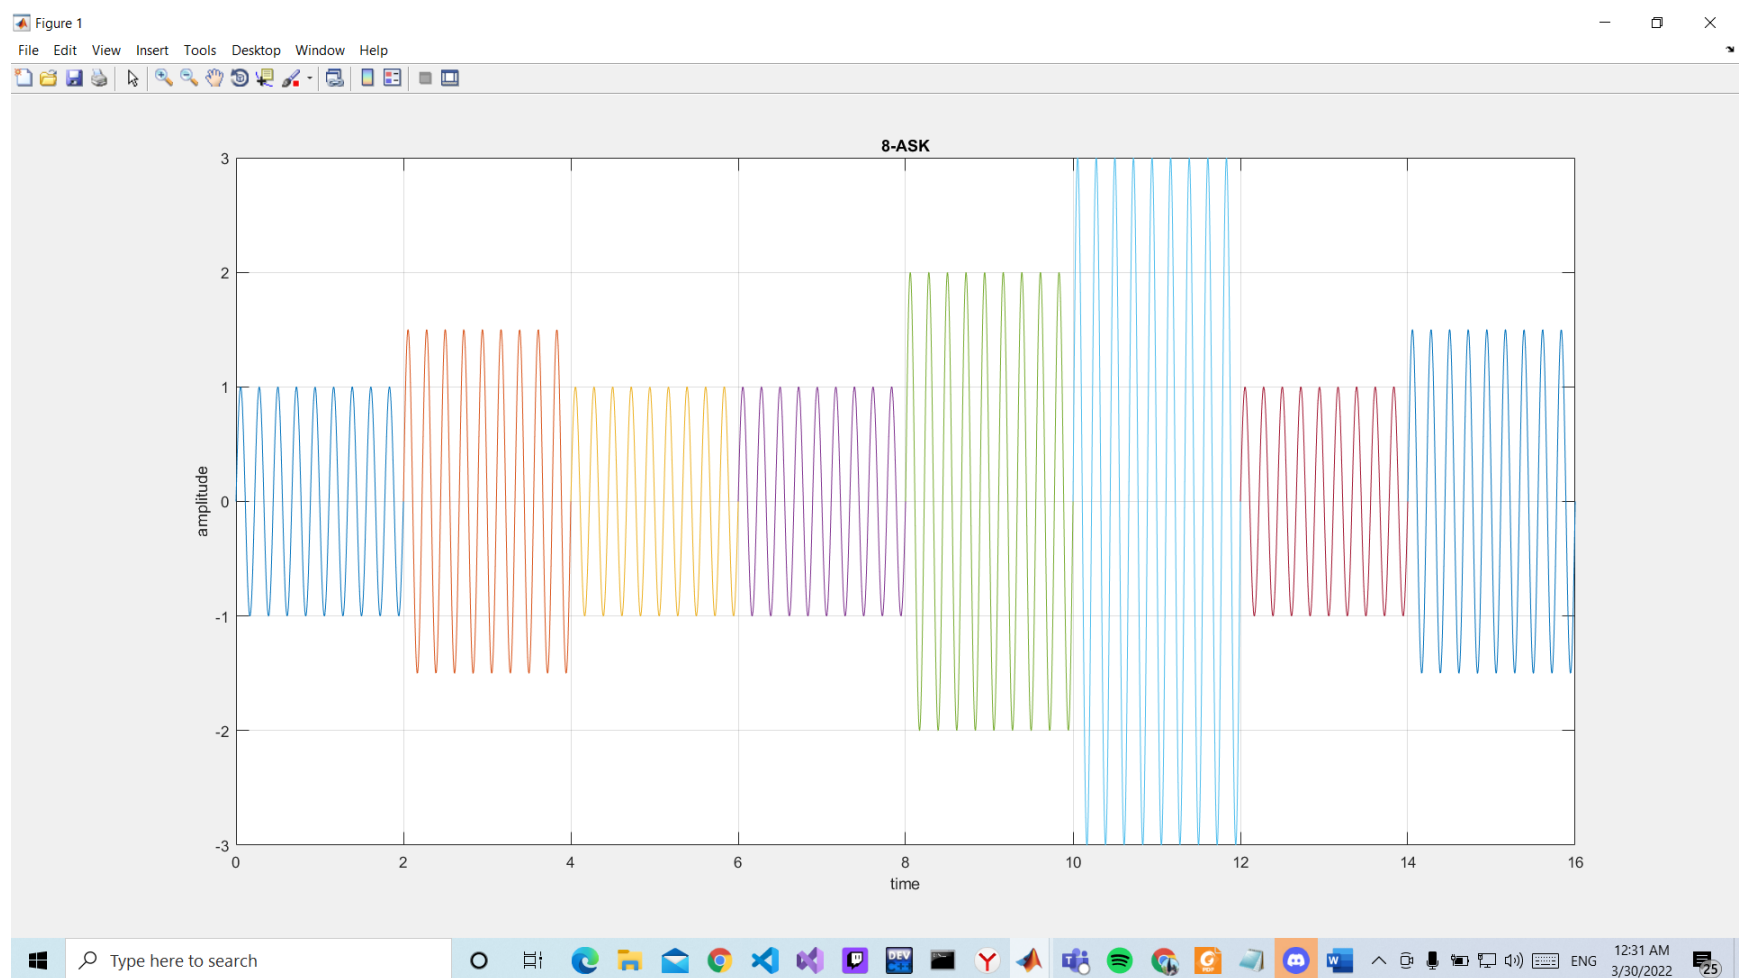 Figure 1
File Edit View Insert Tools Desktop Window Help
8-ASK
3
2
1
0
-1
-2
-3
amplitude
0 2 4 6 8 10 12 14 16
time
Type here to search
DEV
ENG
12:31 AM
3/30/2022
25